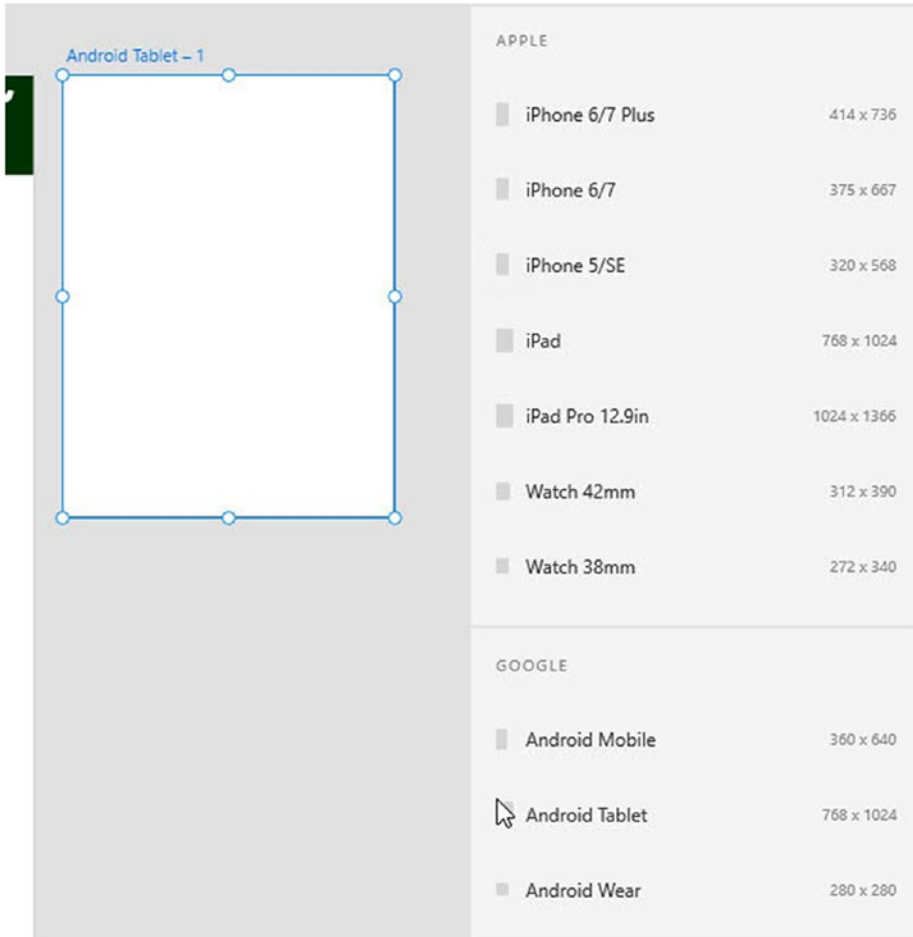 Android Tablet – 1
APPLE
iPhone 6/7 Plus 414 x 736
iPhone 6/7 375 x 667
iPhone 5/SE 320 x 568
iPad 768 x 1024
iPad Pro 12.9in 1024 x 1366
Watch 42mm 312 x 390
Watch 38mm 272 x 340
GOOGLE
Android Mobile 360 x 640
Android Tablet 768 x 1024
Android Wear 280 x 280